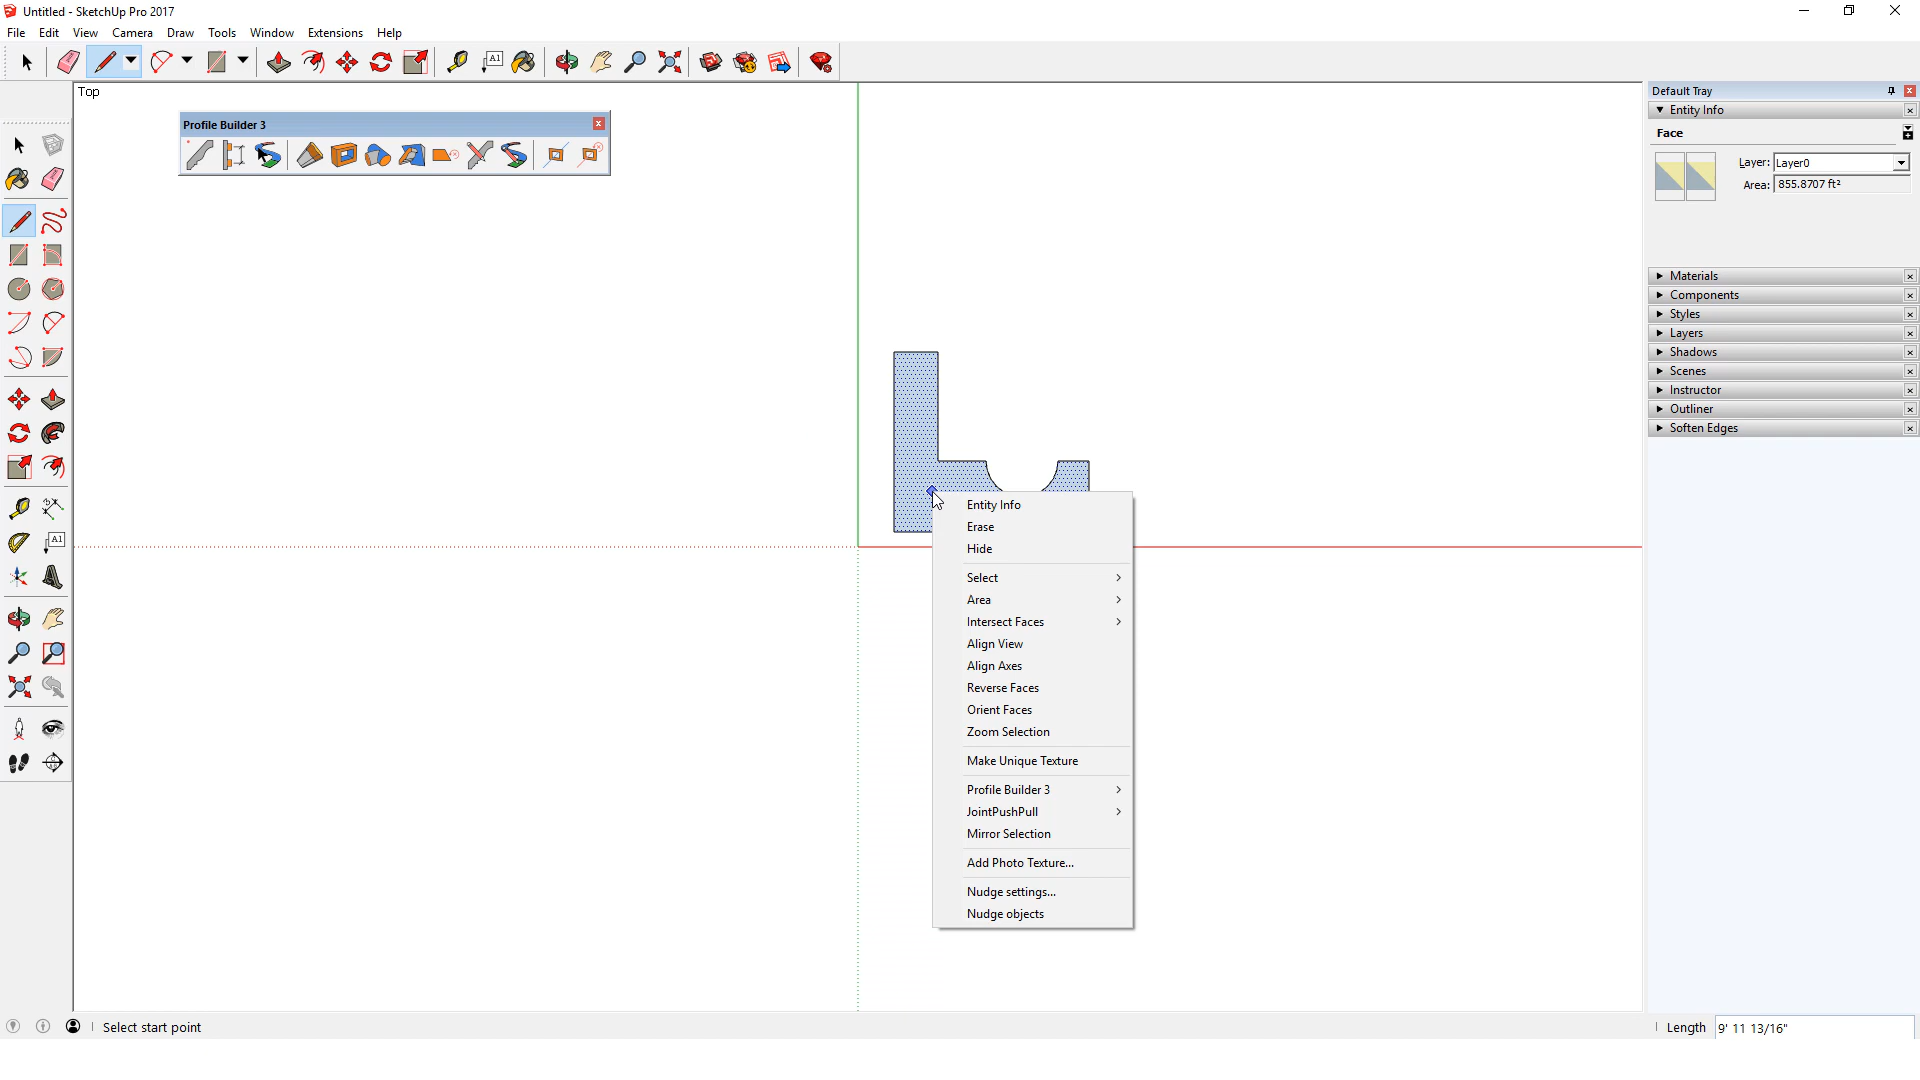 Untitled - SketchUp Pro 2017
File Edit View Camera Draw Tools Window Extensions Help
A1
Top
Profile Builder 3
A1
Default Tray
Entity Info
Face
Layer: Layer0
Area: 855.8707 ft²
Materials
Components
Styles
Layers
Shadows
Scenes
Instructor
Outliner
Soften Edges
Entity Info
Erase
Hide
Select
Area
Intersect Faces
Align View
Align Axes
Reverse Faces
Orient Faces
Zoom Selection
Make Unique Texture
Profile Builder 3
JointPushPull
Mirror Selection
Add Photo Texture...
Nudge settings...
Nudge objects
Select start point
Length 9' 11 13/16"